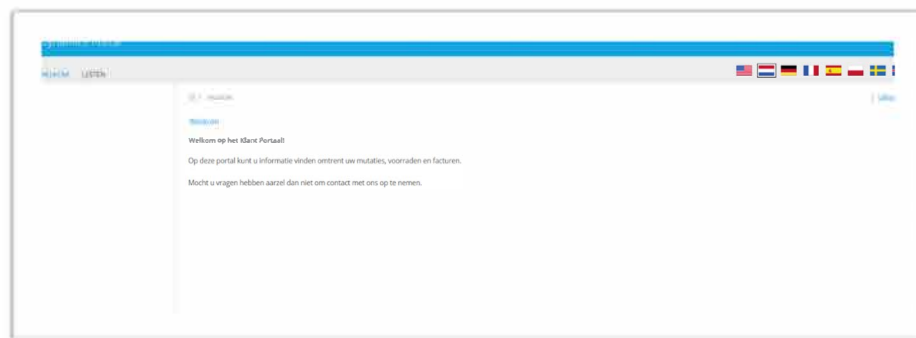 LIJSTEN
Welkom op het Klant Portaal!
Op deze portal kunt u informatie vinden omtrent uw mutaties, voorraden en facturen.
Mocht u vragen hebben aarzel dan niet om contact met ons op te nemen.